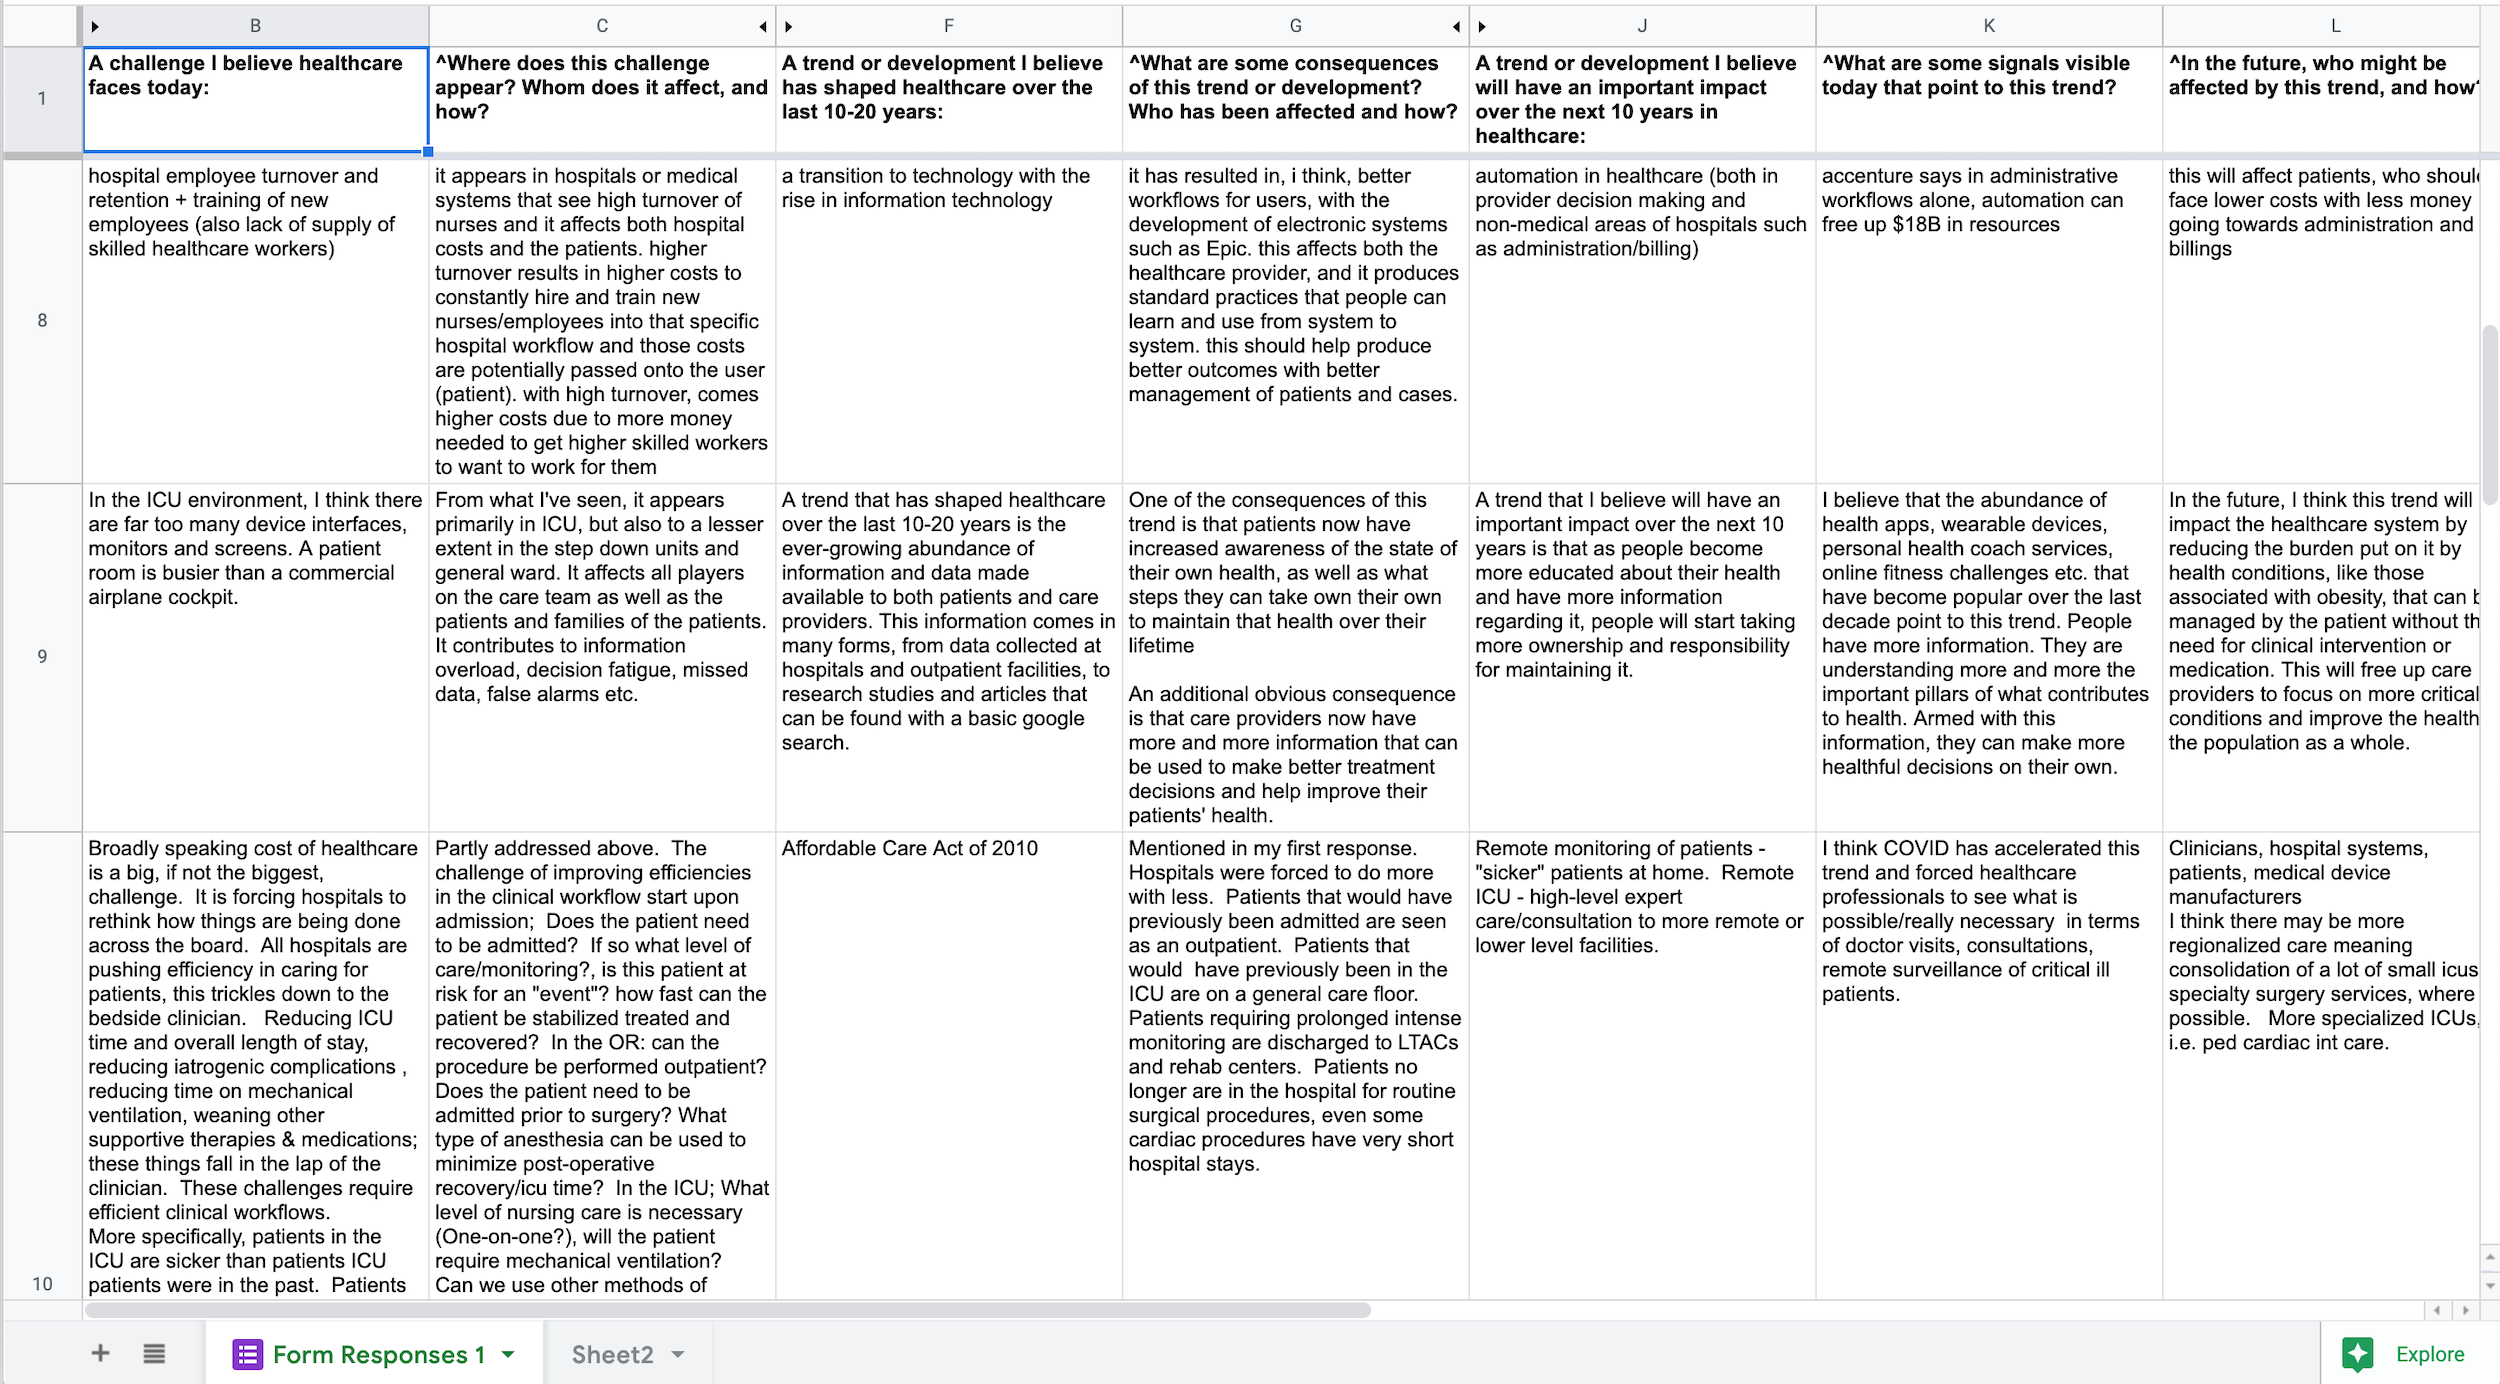 B
C
F
G
J
K
L
1
A challenge I believe healthcare
faces today:
^Where does this challenge
appear? Whom does it affect, and
how?
A trend or development I believe
has shaped healthcare over the
last 10-20 years:
^What are some consequences
of this trend or development?
Who has been affected and how?
A trend or development I believe
will have an important impact
over the next 10 years in
healthcare:
^What are some signals visible
today that point to this trend?
^In the future, who might be
affected by this trend, and how?
8
hospital employee turnover and
retention + training of new
employees (also lack of supply of
skilled healthcare workers)
it appears in hospitals or medical
systems that see high turnover of
nurses and it affects both hospital
costs and the patients. higher
turnover results in higher costs to
constantly hire and train new
nurses/employees into that specific
hospital workflow and those costs
are potentially passed onto the user
(patient). with high turnover, comes
higher costs due to more money
needed to get higher skilled workers
to want to work for them
a transition to technology with the
rise in information technology
it has resulted in, i think, better
workflows for users, with the
development of electronic systems
such as Epic. this affects both the
healthcare provider, and it produces
standard practices that people can
learn and use from system to
system. this should help produce
better outcomes with better
management of patients and cases.
automation in healthcare (both in
provider decision making and
non-medical areas of hospitals such
as administration/billing)
accenture says in administrative
workflows alone, automation can
free up $18B in resources
this will affect patients, who
face lower costs with less money
going towards administration and
billings
9
In the ICU environment, I think there
are far too many device interfaces,
monitors and screens. A patient
room is busier than a commercial
airplane cockpit.
From what I've seen, it appears
primarily in ICU, but also to a lesser
extent in the step down units and
general ward. It affects all players
on the care team as well as the
patients and families of the patients.
It contributes to information
overload, decision fatigue, missed
data, false alarms etc.
A trend that has shaped healthcare
over the last 10-20 years is the
ever-growing abundance of
information and data made
available to both patients and care
providers. This information comes in
many forms, from data collected at
hospitals and outpatient facilities, to
research studies and articles that
can be found with a basic google
search.
One of the consequences of this
trend is that patients now have
increased awareness of the state of
their own health, as well as what
steps they can take own their own
to maintain that health over their
lifetime
An additional obvious consequence
is that care providers now have
more and more information that can
be used to make better treatment
decisions and help improve their
patients' health.
A trend that I believe will have an
important impact over the next 10
years is that as people become
more educated about their health
and have more information
regarding it, people will start taking
more ownership and responsibility
for maintaining it.
I believe that the abundance of
health apps, wearable devices,
personal health coach services,
online fitness challenges etc. that
have become popular over the last
decade point to this trend. People
have more information. They are
understanding more and more the
important pillars of what contributes
to health. Armed with this
information, they can make more
healthful decisions on their own.
In the future, I think this trend will
impact the healthcare system by
reducing the burden put on it by
health conditions, like those
associated with obesity, that can
managed by the patient without
need for clinical intervention or
medication. This will free up care
providers to focus on more critical
conditions and improve the health
the population as a whole.
10
Broadly speaking cost of healthcare
is a big, if not the biggest,
challenge. It is forcing hospitals to
rethink how things are being done
across the board. All hospitals are
pushing efficiency in caring for
patients, this trickles down to the
bedside clinician. Reducing ICU
time and overall length of stay,
reducing iatrogenic complications ,
reducing time on mechanical
ventilation, weaning other
supportive therapies & medications;
these things fall in the lap of the
clinician. These challenges require
efficient clinical workflows.
More specifically, patients in the
ICU are sicker than patients ICU
patients were in the past. Patients
Partly addressed above. The
challenge of improving efficiencies
in the clinical workflow start upon
admission; Does the patient need
to be admitted? If so what level of
care/monitoring?, is this patient at
risk for an "event"? how fast can the
patient be stabilized treated and
recovered? In the OR: can the
procedure be performed outpatient?
Does the patient need to be
admitted prior to surgery? What
type of anesthesia can be used to
minimize post-operative
recovery/icu time? In the ICU; What
level of nursing care is necessary
(One-on-one?), will the patient
require mechanical ventilation?
Can we use other methods of
Affordable Care Act of 2010
Mentioned in my first response.
Hospitals were forced to do more
with less. Patients that would have
previously been admitted are seen
as an outpatient. Patients that
would have previously been in the
ICU are on a general care floor.
Patients requiring prolonged intense
monitoring are discharged to LTACs
and rehab centers. Patients no
longer are in the hospital for routine
surgical procedures, even some
cardiac procedures have very short
hospital stays.
Remote monitoring of patients -
"sicker" patients at home. Remote
ICU - high-level expert
care/consultation to more remote or
lower level facilities.
I think COVID has accelerated this
trend and forced healthcare
professionals to see what is
possible/really necessary in terms
of doctor visits, consultations,
remote surveillance of critical ill
patients.
Clinicians, hospital systems,
patients, medical device
manufacturers
I think there may be more
regionalized care meaning
consolidation of a lot of small icus
specialty surgery services, where
possible. More specialized ICUs,
i.e. ped cardiac int care.
Form Responses 1
Sheet2
Explore